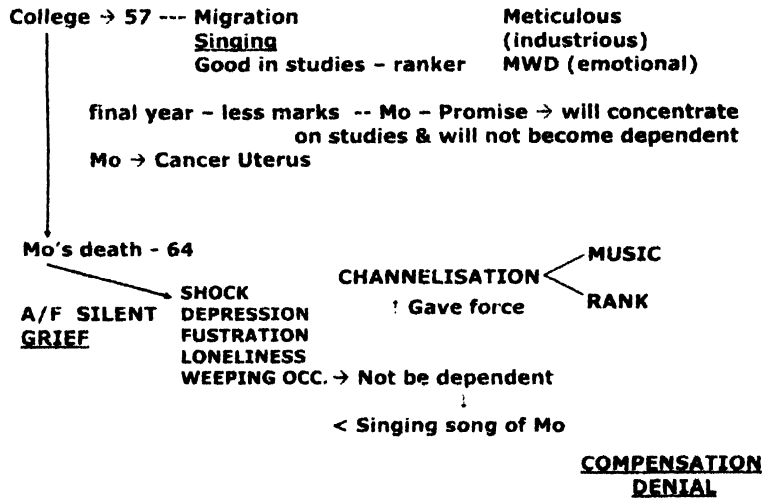 College → 57 --- Migration Meticulous
Singing (industrious)
Good in studies – ranker MWD (emotional)
final year – less marks -- Mo – Promise → will concentrate
on studies & will not become dependent
Mo → Cancer Uterus
Mo's death - 64
MUSIC
CHANNELISATION
RANK
↑ Gave force
SHOCK
A/F SILENT DEPRESSION
GRIEF FUSTRATION
LONELINESS
WEEPING OCC. → Not be dependent
↓
< Singing song of Mo
COMPENSATION
DENIAL